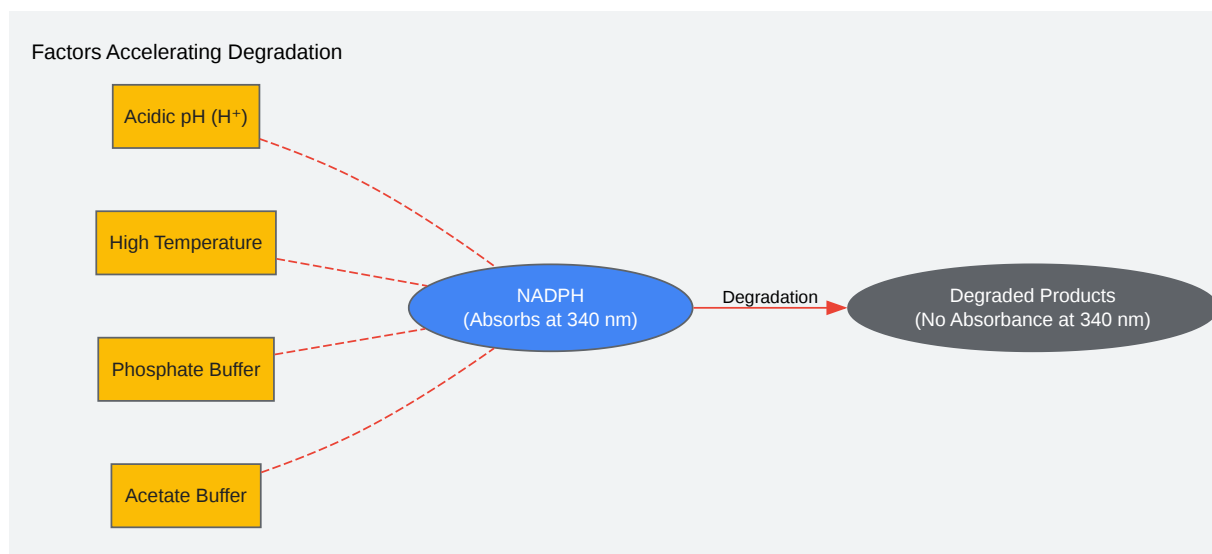 Factors Accelerating Degradation
Acidic pH (H⁺)
High Temperature
Phosphate Buffer
Acetate Buffer
NADPH
(Absorbs at 340 nm)
Degradation
Degraded Products
(No Absorbance at 340 nm)